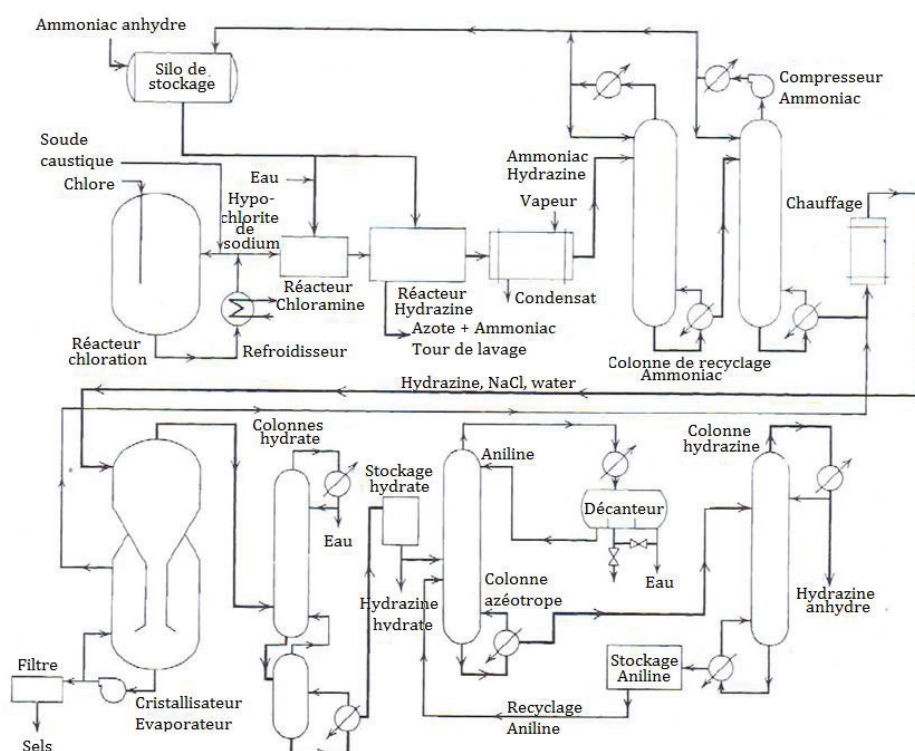 Ammoniac anhydre
Silo de
stockage
Compresseur
Ammoniac
Soude
caustique
Chlore
Eau
Hypo-
chlorite
de
sodium
Ammoniac
Hydrazine
Vapeur
Chauffage
Réacteur
Chloramine
Réacteur
Hydrazine
Condensat
Azote + Ammoniac
Tour de lavage
Réacteur
chloration
Refroidisseur
Colonne de recyclage
Ammoniac
Hydrazine, NaCl, water
Colonnes
hydrate
Stockage
hydrate
Aniline
Colonne
hydrazine
Décanteur
Eau
Eau
Hydrazine
hydrate
Colonne
azéotrope
Hydrazine
anhydre
Filtre
Stockage
Aniline
Cristallisateur
Evaporateur
Recyclage
Aniline
Sels